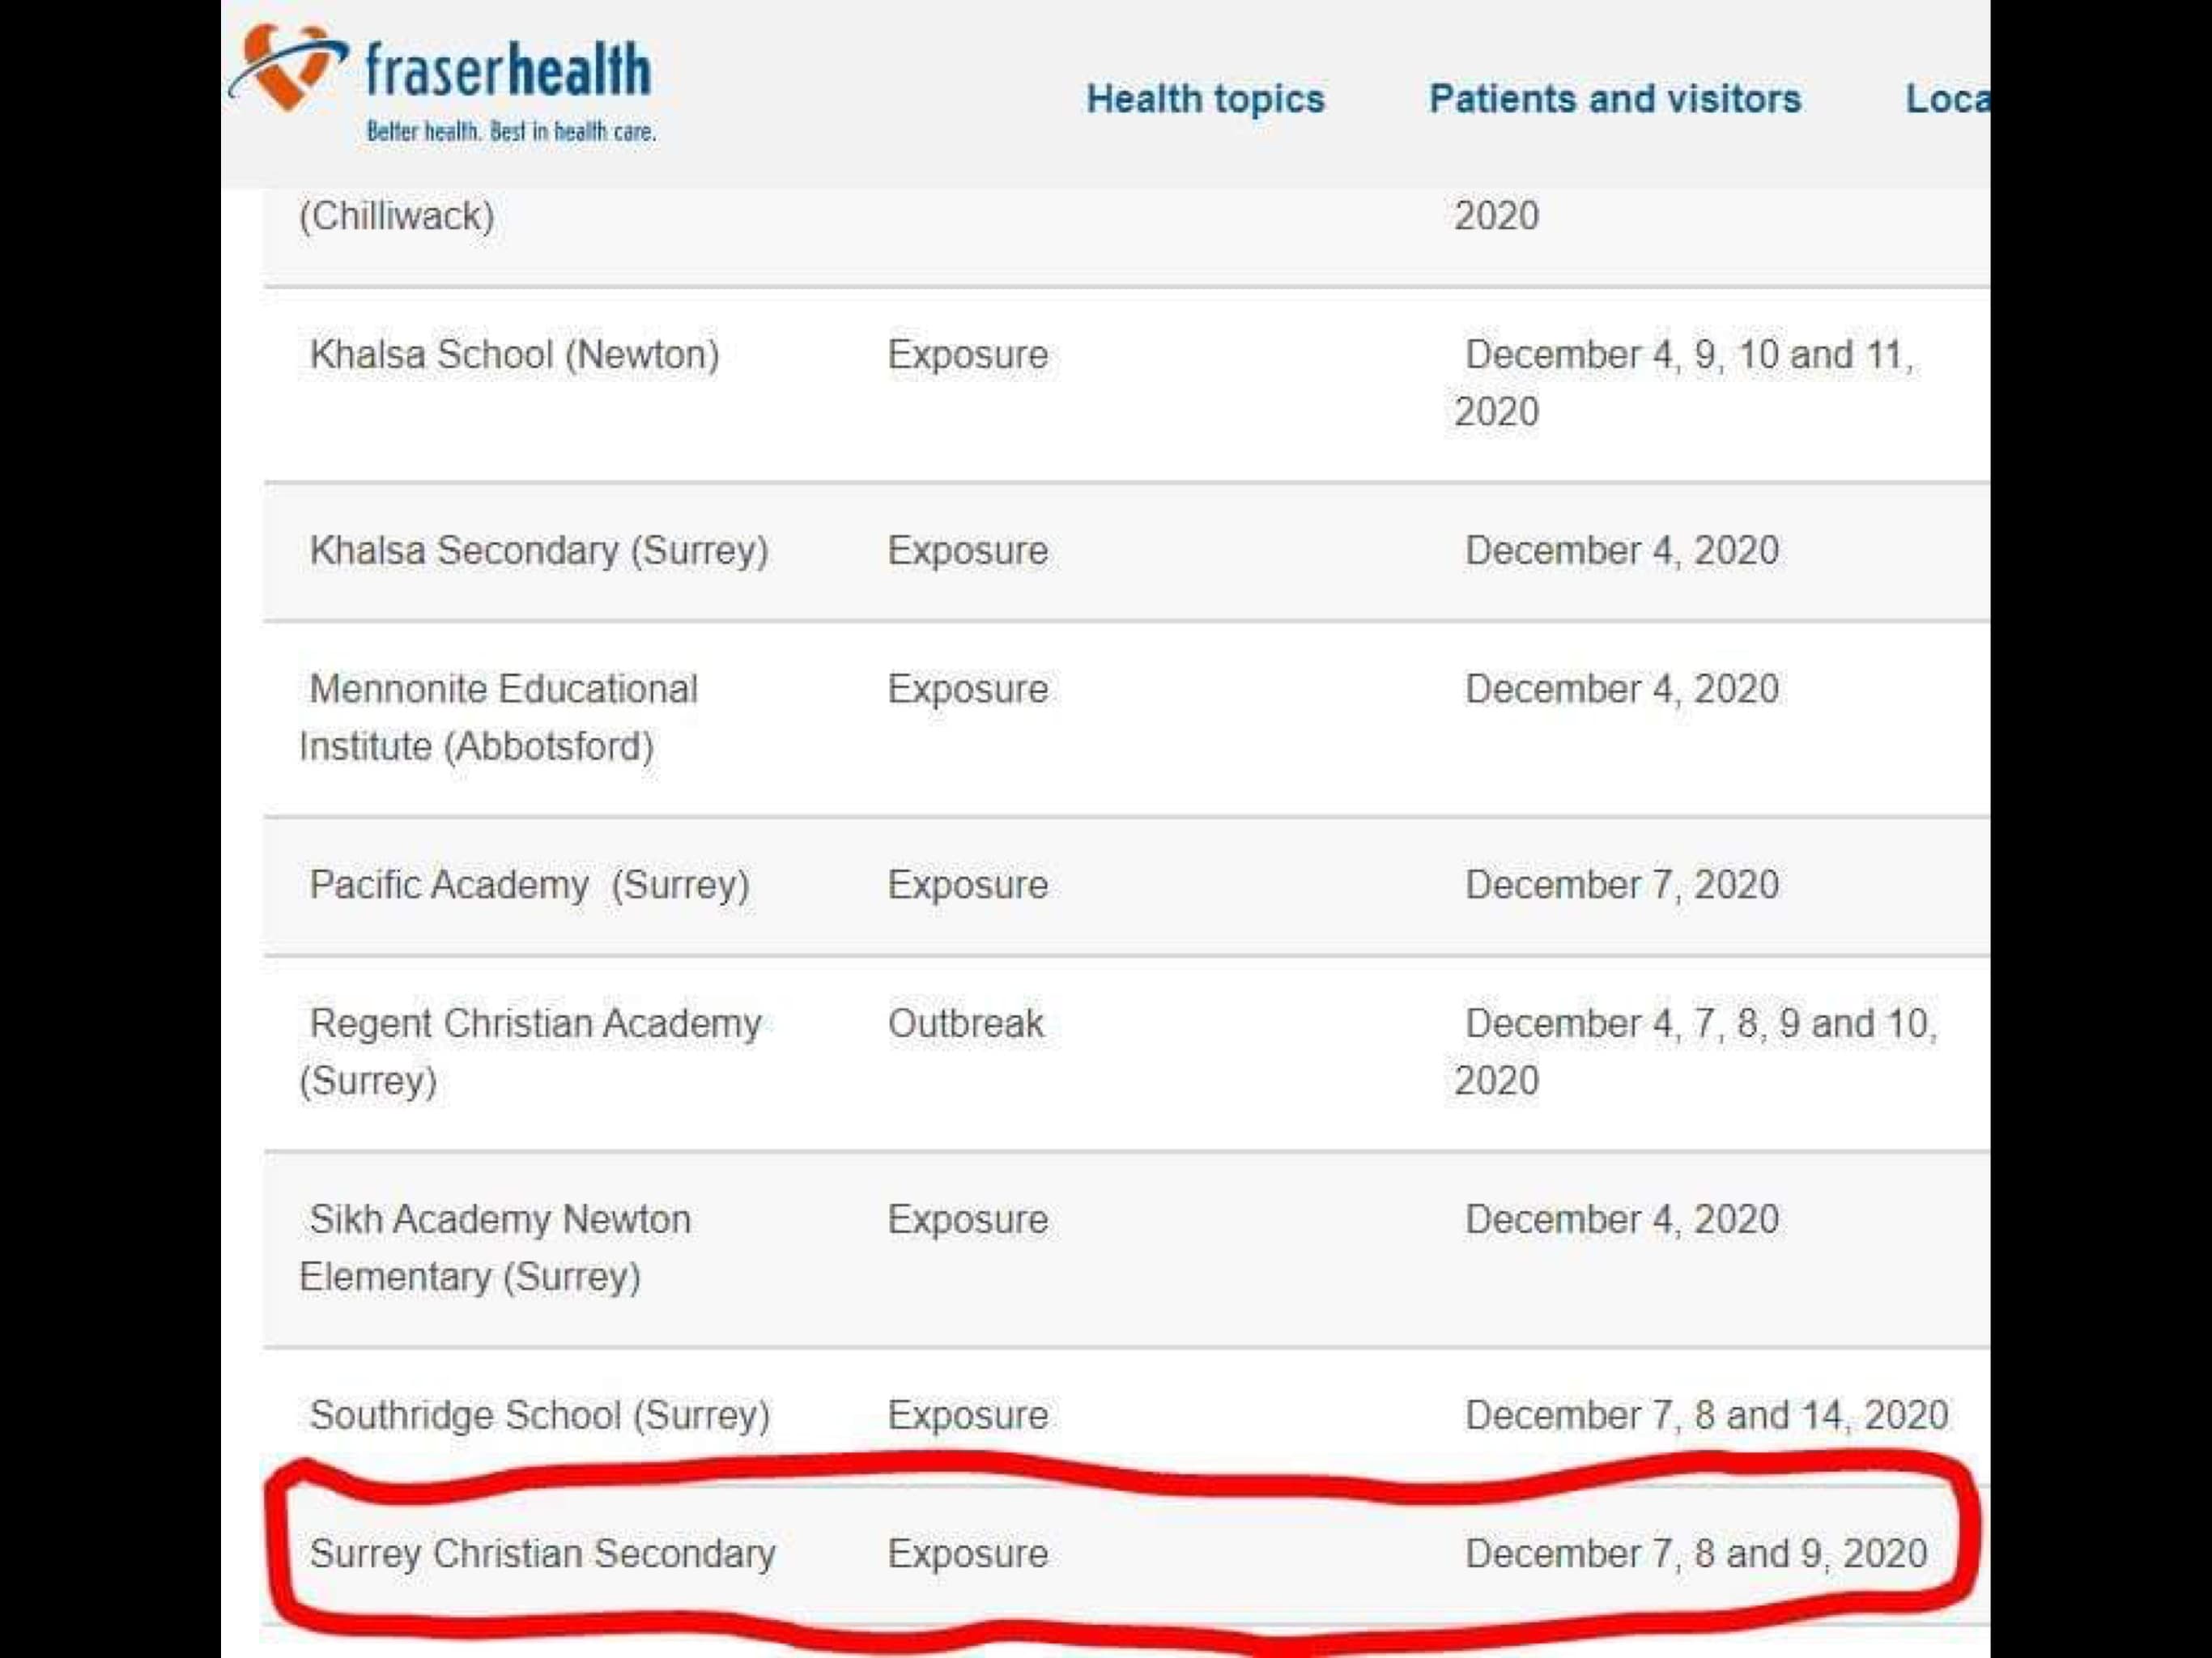 fraserhealth
Better health. Best in health care.
Health topics Patients and visitors Loca
(Chilliwack) 2020
Khalsa School (Newton) Exposure December 4, 9, 10 and 11,
2020
Khalsa Secondary (Surrey) Exposure December 4, 2020
Mennonite Educational Exposure December 4, 2020
Institute (Abbotsford)
Pacific Academy (Surrey) Exposure December 7, 2020
Regent Christian Academy Outbreak December 4, 7, 8, 9 and 10,
(Surrey) 2020
Sikh Academy Newton Exposure December 4, 2020
Elementary (Surrey)
Southridge School (Surrey) Exposure December 7, 8 and 14, 2020
Surrey Christian Secondary Exposure December 7, 8 and 9, 2020